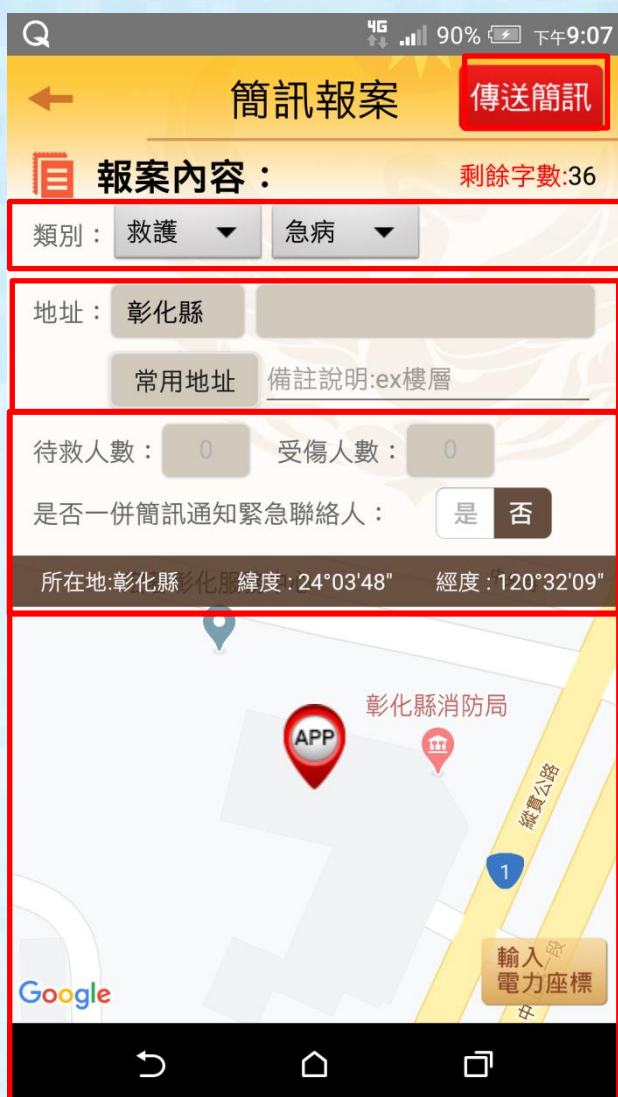 4G 90% 下午9:07
簡訊報案 傳送簡訊
報案內容： 剩餘字數:36
類別： 救護 急病
地址： 彰化縣
常用地址 備註說明:ex樓層
待救人數： 0 受傷人數： 0
是否一併簡訊通知緊急聯絡人： 是 否
所在地:彰化縣 緯度 : 24°03'48" 經度 : 120°32'09"
彰化縣消防局
APP
縱貫公路
1
輸入
電力座標
Google